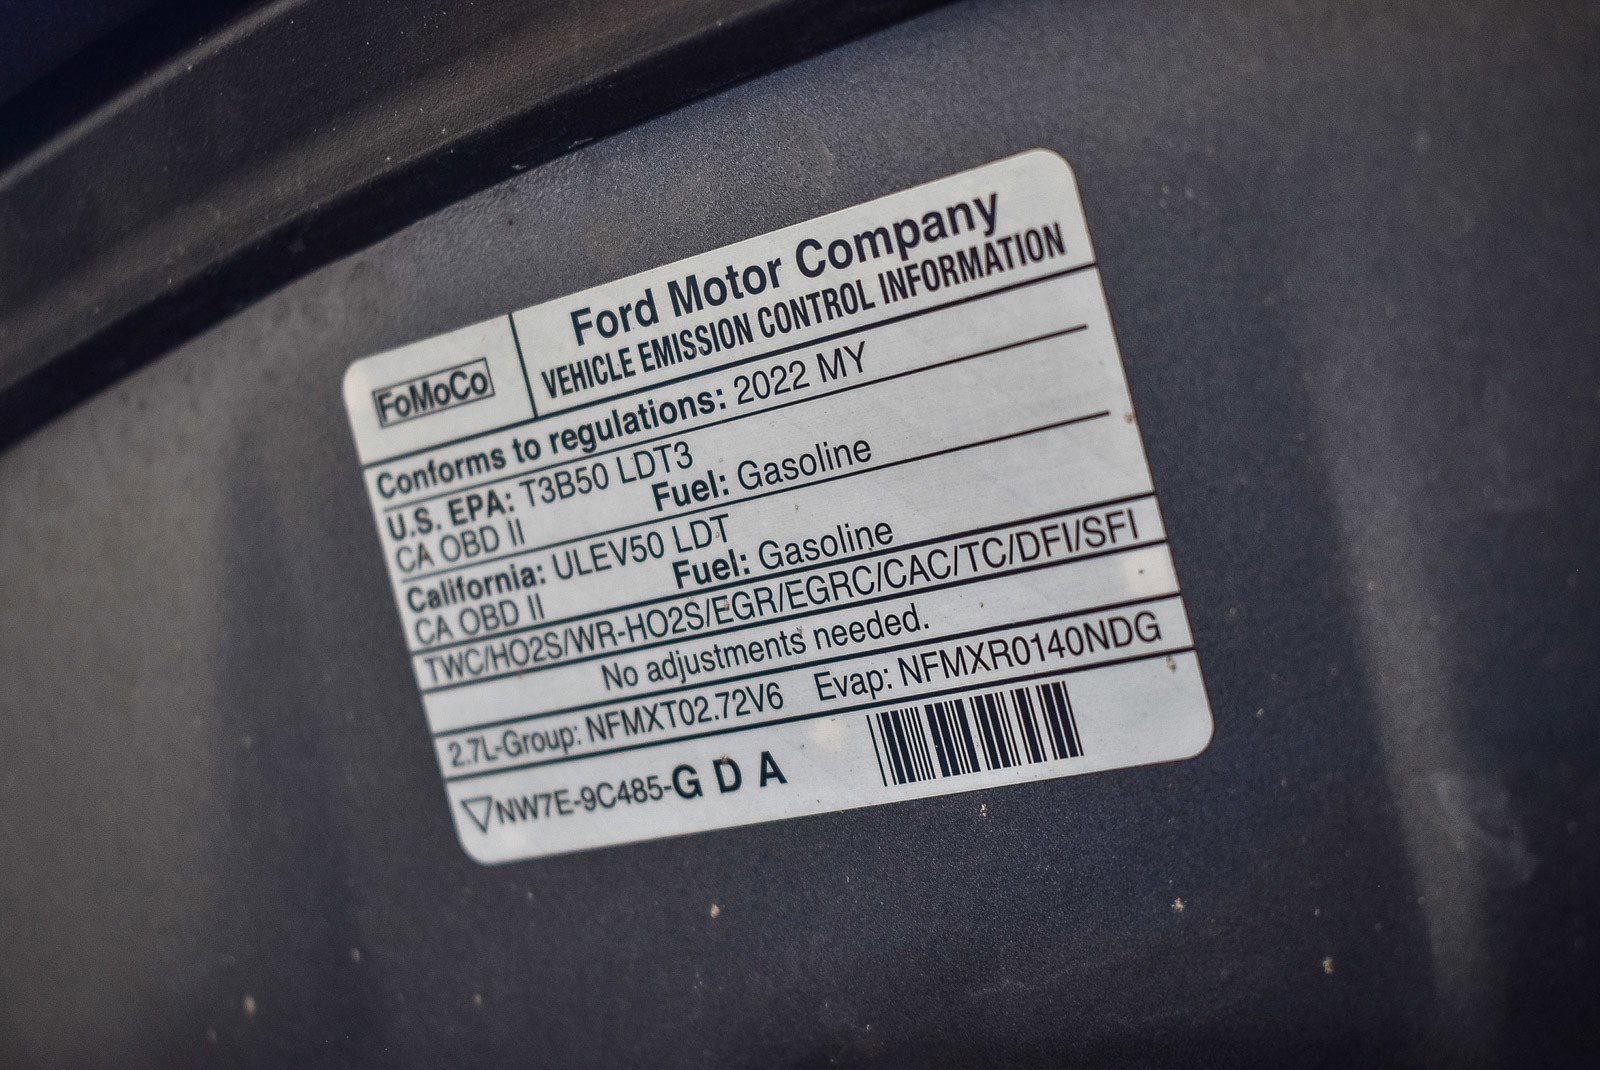 FoMoCo
Ford Motor Company
VEHICLE EMISSION CONTROL INFORMATION
Conforms to regulations: 2022 MY
U.S. EPA: T3B50 LDT3
CA OBD II Fuel: Gasoline
California: ULEV50 LDT
CA OBD II Fuel: Gasoline
TWC/HO2S/WR-HO2S/EGR/EGRC/CAC/TC/DFI/SFI
No adjustments needed.
2.7L-Group: NFMXT02.72V6 Evap: NFMXR0140NDG
NW7E-9C485-G D A